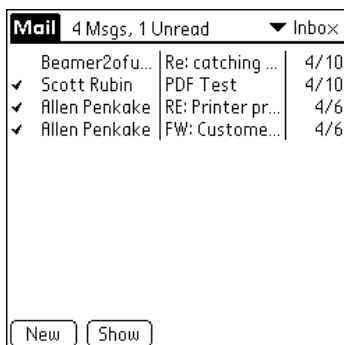 Mail 4 Msgs, 1 Unread Inbox
Beamer2ofu... Re: catching ... 4/10
Scott Rubin PDF Test 4/10
Allen Penkake RE: Printer pr... 4/6
Allen Penkake FW: Custome... 4/6
New Show